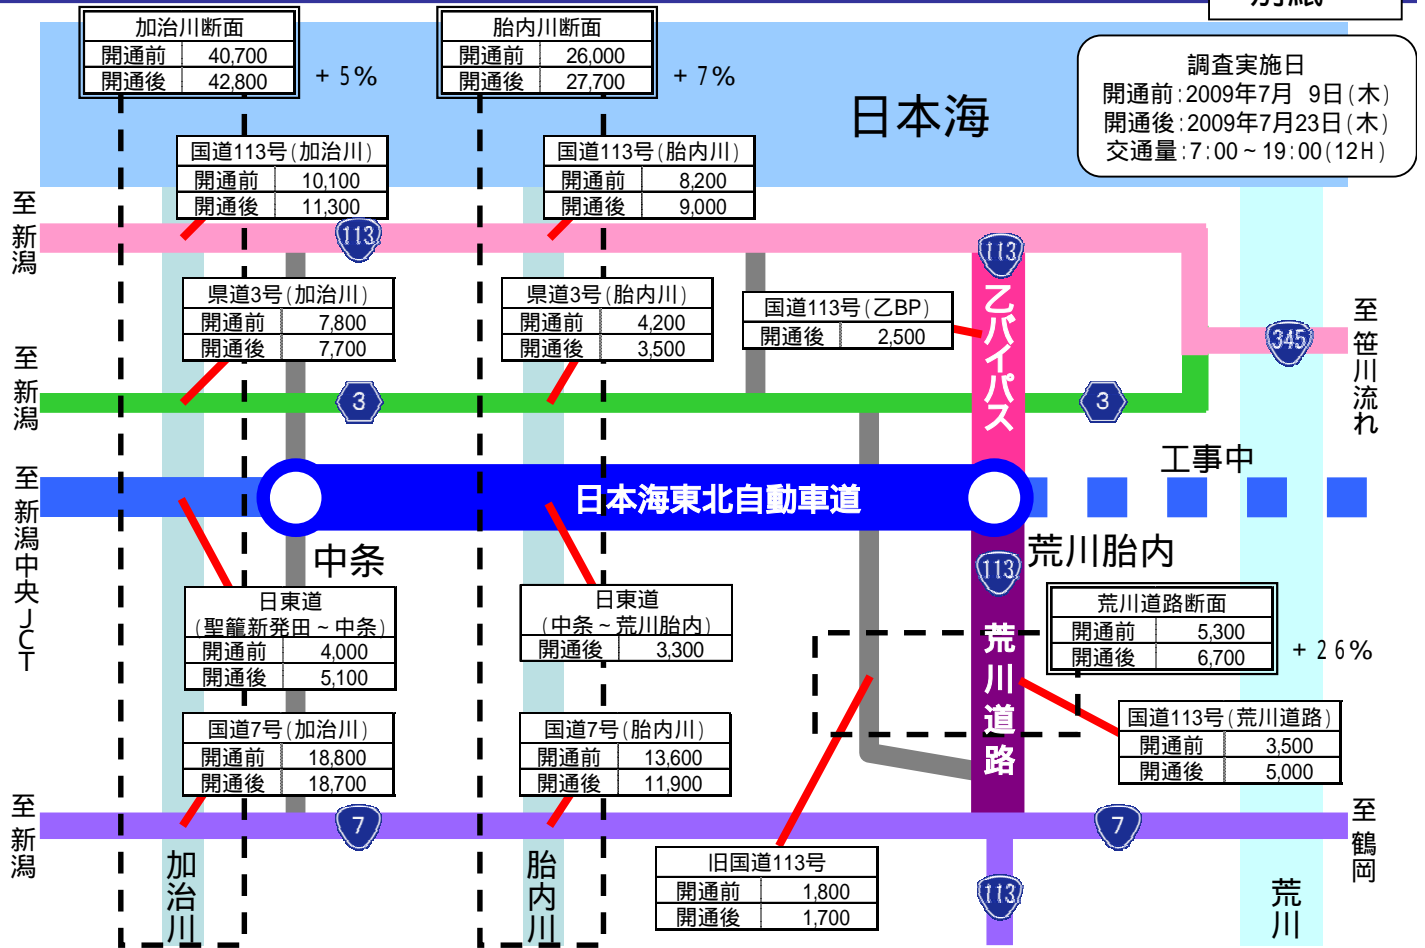 加治川断面
開通前 40,700
開通後 42,800
+5%
胎内川断面
開通前 26,000
開通後 27,700
+7%
日本海
調査実施日
開通前:2009年7月 9日(木)
開通後:2009年7月23日(木)
交通量:7:00~19:00(12H)
国道113号(加治川)
開通前 10,100
開通後 11,300
国道113号(胎内川)
開通前 8,200
開通後 9,000
至新潟
113
113
県道3号(加治川)
開通前 7,800
開通後 7,700
県道3号(胎内川)
開通前 4,200
開通後 3,500
国道113号(乙BP)
開通後 2,500
乙バイパス
345
至笹川流れ
至新潟
3
3
工事中
至新潟中央JCT
日本海東北自動車道
中条
荒川胎内
113
日東道
(聖籠新発田~中条)
開通前 4,000
開通後 5,100
日東道
(中条~荒川胎内)
開通後 3,300
荒川道路
荒川道路断面
開通前 5,300
開通後 6,700
+26%
国道7号(加治川)
開通前 18,800
開通後 18,700
国道7号(胎内川)
開通前 13,600
開通後 11,900
国道113号(荒川道路)
開通前 3,500
開通後 5,000
至新潟
7
7
至鶴岡
加治川
胎内川
旧国道113号
開通前 1,800
開通後 1,700
113
荒川